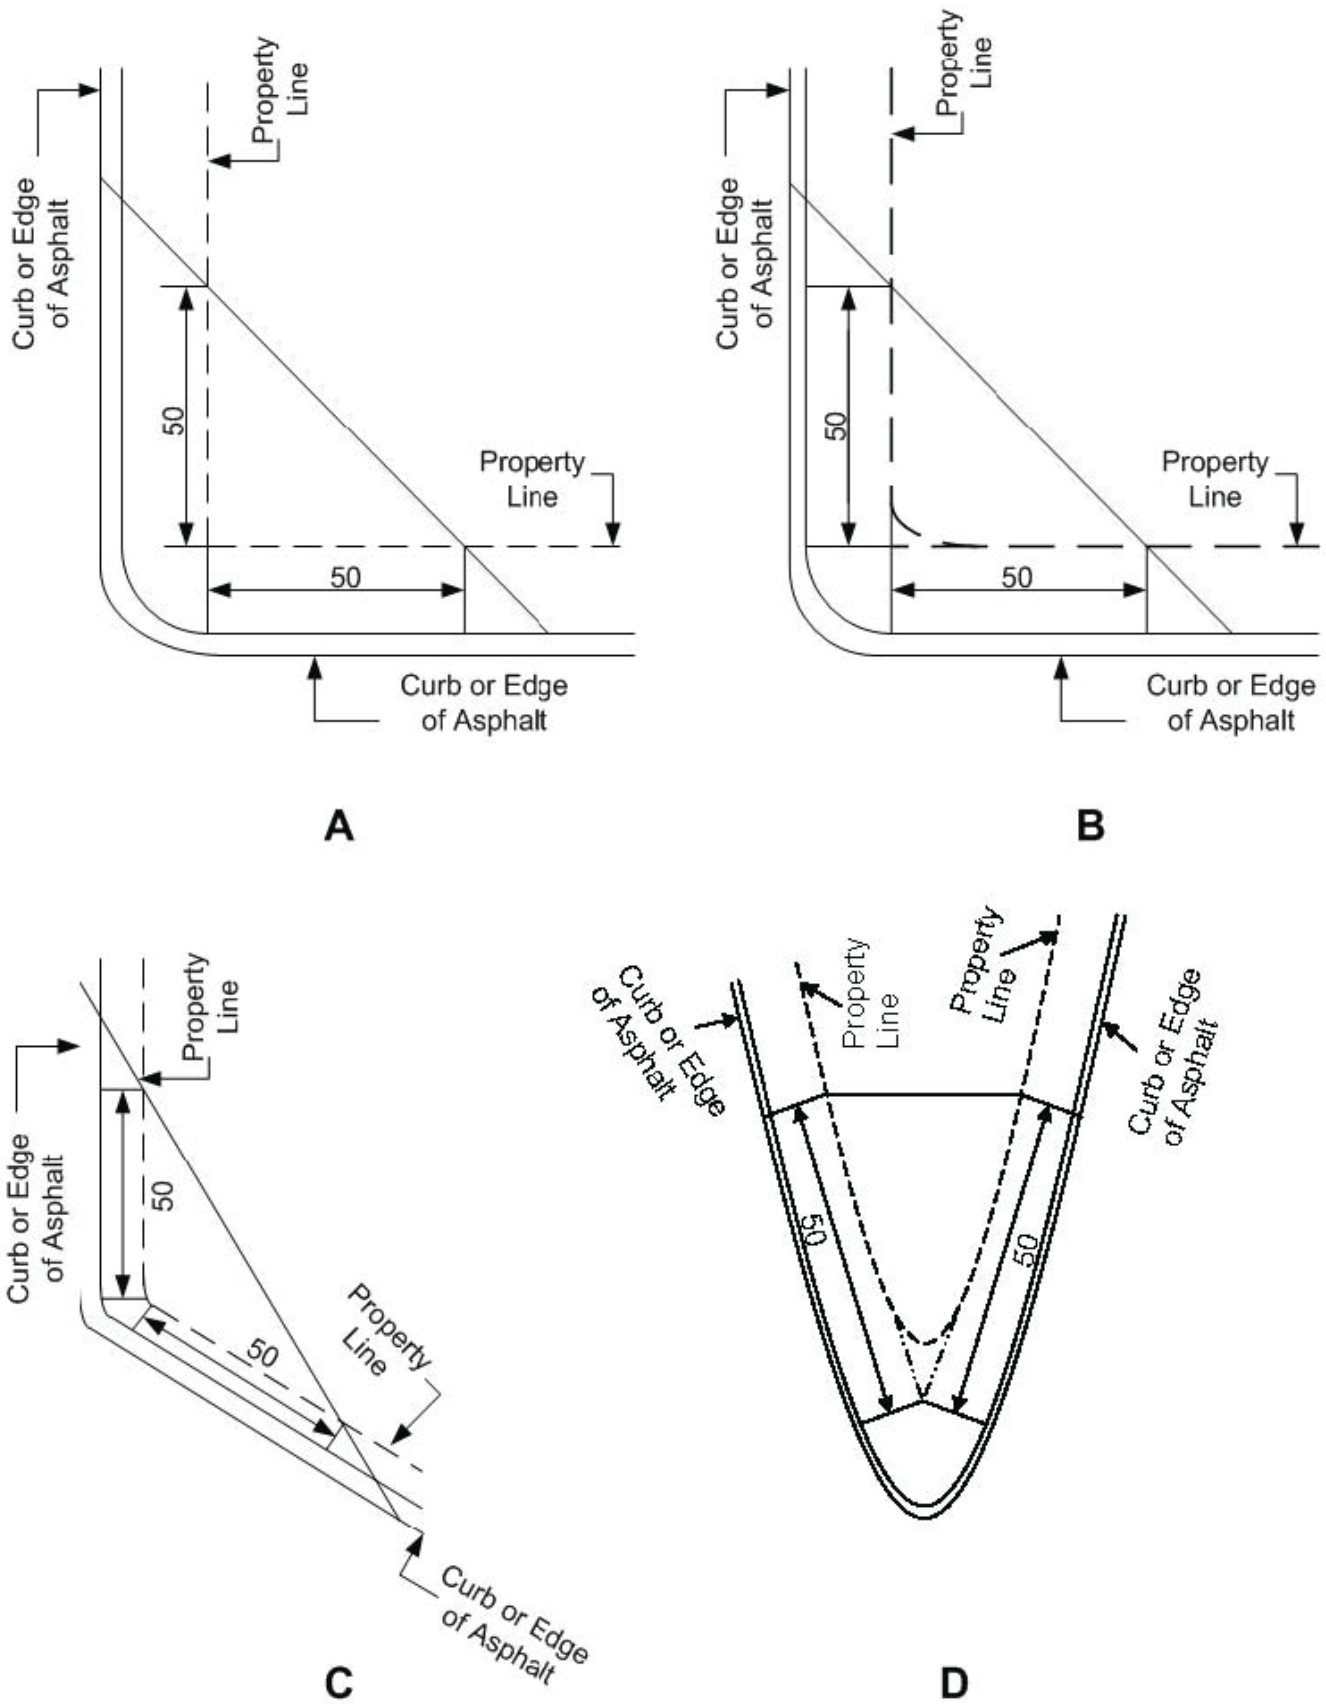 Property
Line
Curb or Edge
of Asphalt
50
Property
Line
50
Curb or Edge
of Asphalt
A
Property
Line
Curb or Edge
of Asphalt
50
Property
Line
50
Curb or Edge
of Asphalt
B
Property
Line
Curb or Edge
of Asphalt
50
50
Property
Line
Curb or Edge
of Asphalt
C
Curb or Edge
of Asphalt
Property
Line
Property
Line
Curb or Edge
of Asphalt
50
50
D